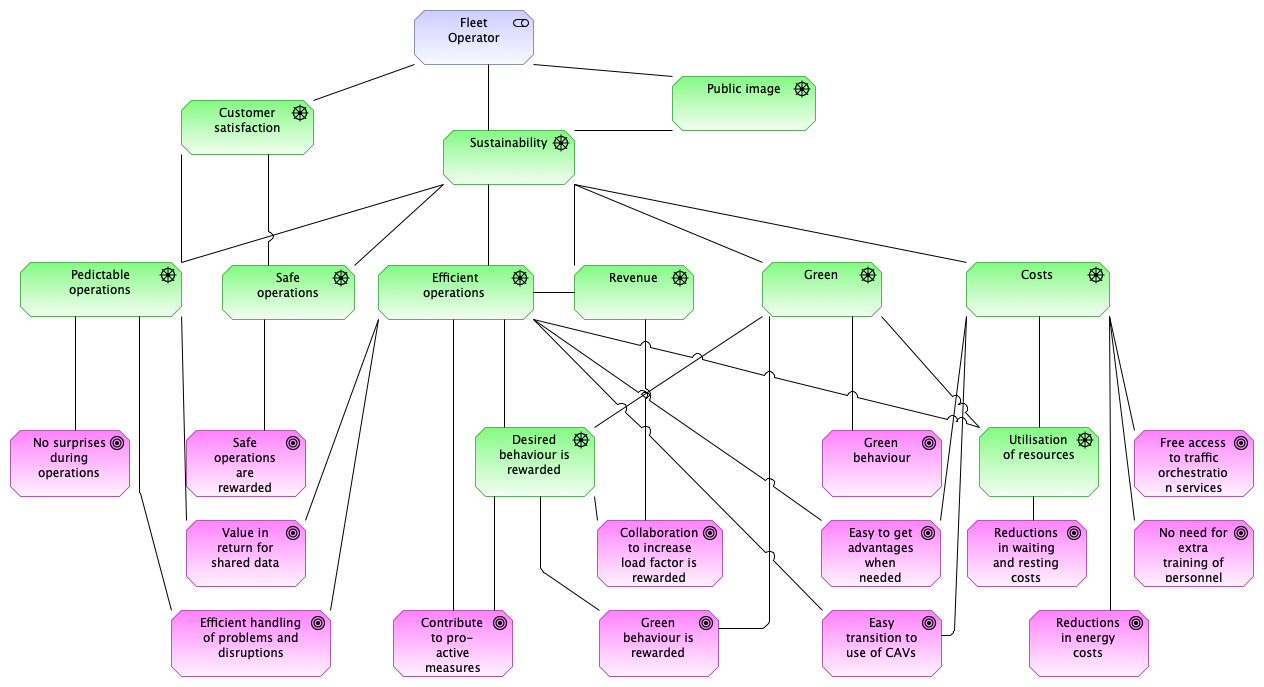 Fleet
Operator
Public image
Customer
satisfaction
Sustainability
Pedictable
operations
Safe
operations
Efficient
operations
Revenue
Green
Costs
No surprises
during
operations
Safe
operations
are
rewarded
Desired
behaviour is
rewarded
Green
behaviour
Utilisation
of resources
Free access
to traffic
orchestratio
n services
Value in
return for
shared data
Collaboration
to increase
load factor is
rewarded
Easy to get
advantages
when
needed
Reductions
in waiting
and resting
costs
No need for
extra
training of
personnel
Efficient handling
of problems and
disruptions
Contribute
to pro-
active
measures
Green
behaviour is
rewarded
Easy
transition to
use of CAVs
Reductions
in energy
costs